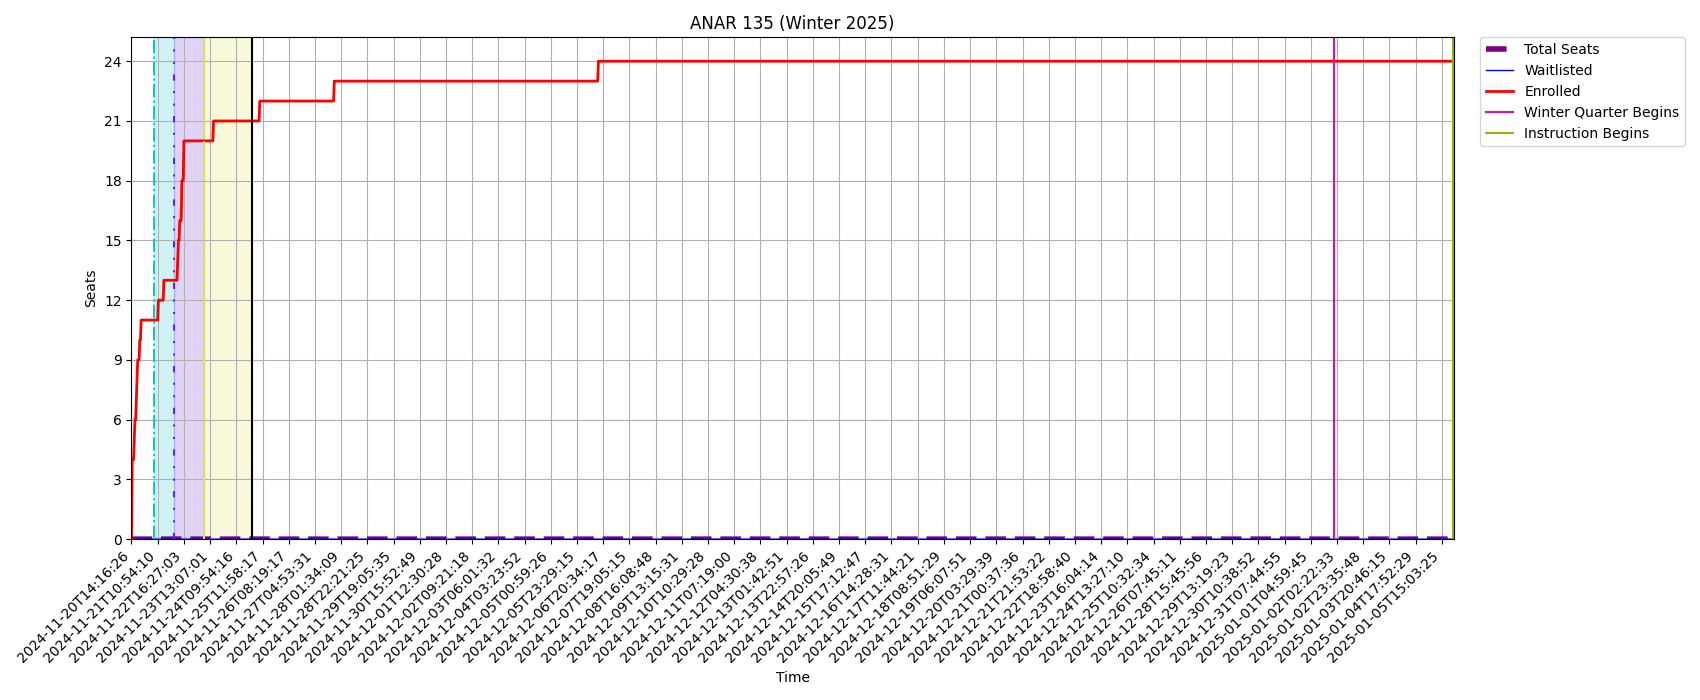 ANAR 135 (Winter 2025)
Total Seats
Waitlisted
Enrolled
Winter Quarter Begins
Instruction Begins
Seats
24
21
18
15
12
9
6
3
0
2024-11-20T14:16:26
2024-11-21T10:54:10
2024-11-22T16:27:03
2024-11-23T13:07:01
2024-11-24T09:54:16
2024-11-25T11:58:17
2024-11-26T08:19:17
2024-11-27T04:53:31
2024-11-28T01:34:09
2024-11-28T22:21:25
2024-11-29T19:05:35
2024-11-30T15:52:49
2024-12-01T12:30:28
2024-12-02T09:21:18
2024-12-03T06:01:32
2024-12-04T03:23:52
2024-12-05T00:59:26
2024-12-05T23:29:15
2024-12-06T20:34:17
2024-12-07T19:05:15
2024-12-08T16:08:48
2024-12-09T13:15:31
2024-12-10T10:29:28
2024-12-11T07:19:00
2024-12-12T04:30:38
2024-12-13T01:42:51
2024-12-13T22:57:26
2024-12-14T20:05:49
2024-12-15T17:12:47
2024-12-16T14:28:31
2024-12-17T11:44:21
2024-12-18T08:51:29
2024-12-19T06:07:51
2024-12-20T03:29:39
2024-12-21T00:37:36
2024-12-21T21:53:22
2024-12-22T18:58:40
2024-12-23T16:04:14
2024-12-24T13:27:10
2024-12-25T10:32:34
2024-12-26T07:45:11
2024-12-28T15:45:56
2024-12-29T13:19:23
2024-12-30T10:38:52
2024-12-31T07:44:55
2025-01-01T04:59:45
2025-01-02T02:22:33
2025-01-02T23:35:48
2025-01-03T20:46:15
2025-01-04T17:52:29
2025-01-05T15:03:25
Time